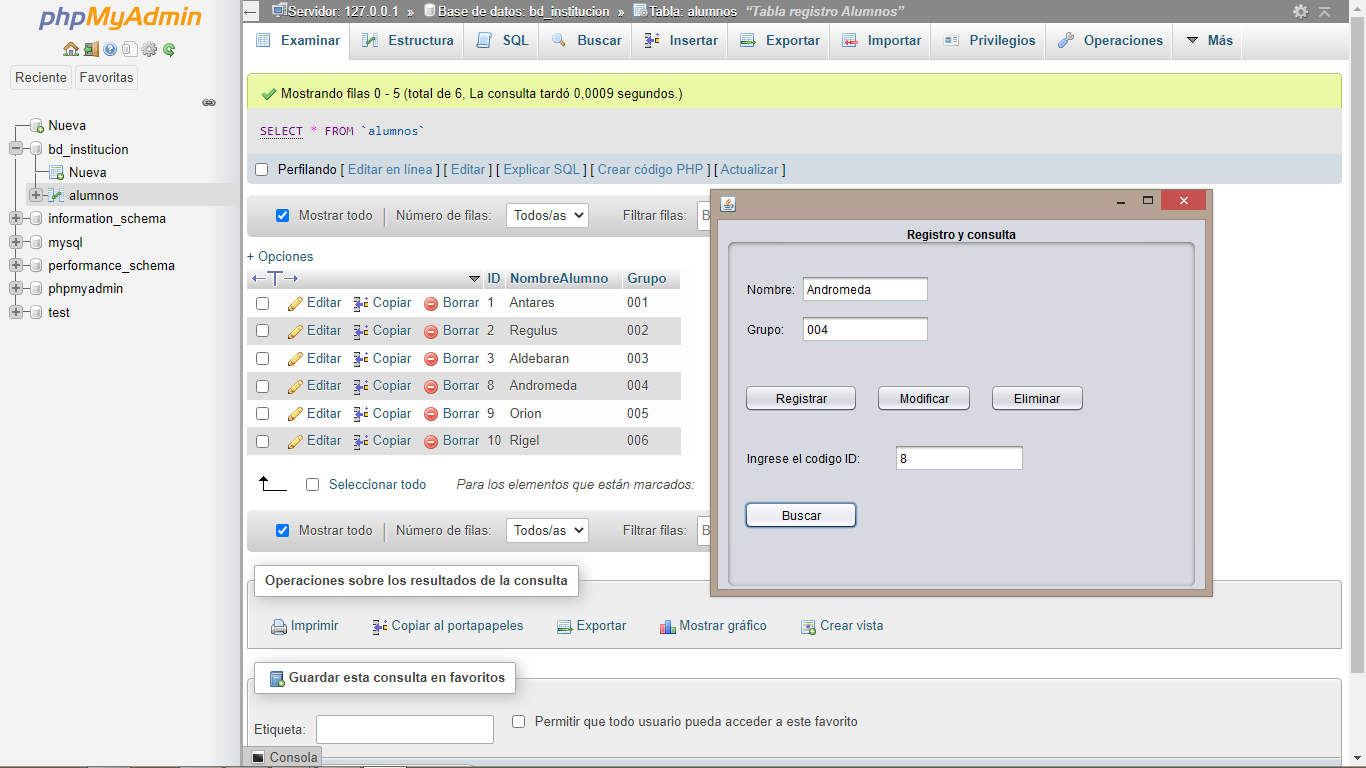 phpMyAdmin
Reciente Favoritas
Nueva
bd_institucion
Nueva
alumnos
information_schema
mysql
performance_schema
phpmyadmin
test
Servidor: 127.0.0.1 » Base de datos: bd_institucion » Tabla: alumnos "Tabla registro Alumnos"
Examinar Estructura SQL Buscar Insertar Exportar Importar Privilegios Operaciones Más
Mostrando filas 0 - 5 (total de 6, La consulta tardó 0,0009 segundos.)
SELECT * FROM `alumnos`
Perfilando [ Editar en línea ] [ Editar ] [ Explicar SQL ] [ Crear código PHP ] [ Actualizar ]
Mostrar todo Número de filas: Todos/as Filtrar filas: B
+ Opciones
←T→ ID NombreAlumno Grupo
Editar Copiar Borrar 1 Antares 001
Editar Copiar Borrar 2 Regulus 002
Editar Copiar Borrar 3 Aldebaran 003
Editar Copiar Borrar 8 Andromeda 004
Editar Copiar Borrar 9 Orion 005
Editar Copiar Borrar 10 Rigel 006
Seleccionar todo Para los elementos que están marcados:
Mostrar todo Número de filas: Todos/as Filtrar filas: B
Operaciones sobre los resultados de la consulta
Imprimir Copiar al portapapeles Exportar Mostrar gráfico Crear vista
Guardar esta consulta en favoritos
Etiqueta: Permitir que todo usuario pueda acceder a este favorito
Consola
Registro y consulta
Nombre: Andromeda
Grupo: 004
Registrar Modificar Eliminar
Ingrese el codigo ID: 8
Buscar